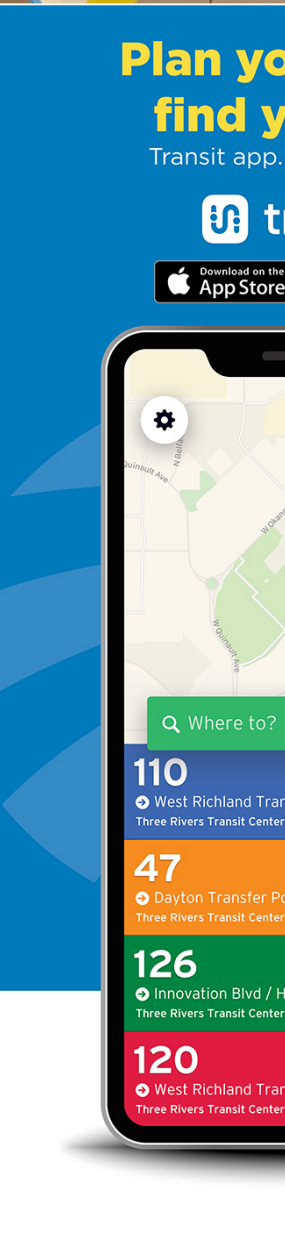 Plan yo
find y
Transit app.
tr
Download on the
App Store
Quinault Ave
N Belfa
W Okano
W Quinault Ave
Where to?
110
West Richland Tran
Three Rivers Transit Center
47
Dayton Transfer Po
Three Rivers Transit Center
126
Innovation Blvd / H
Three Rivers Transit Center
120
West Richland Tran
Three Rivers Transit Center